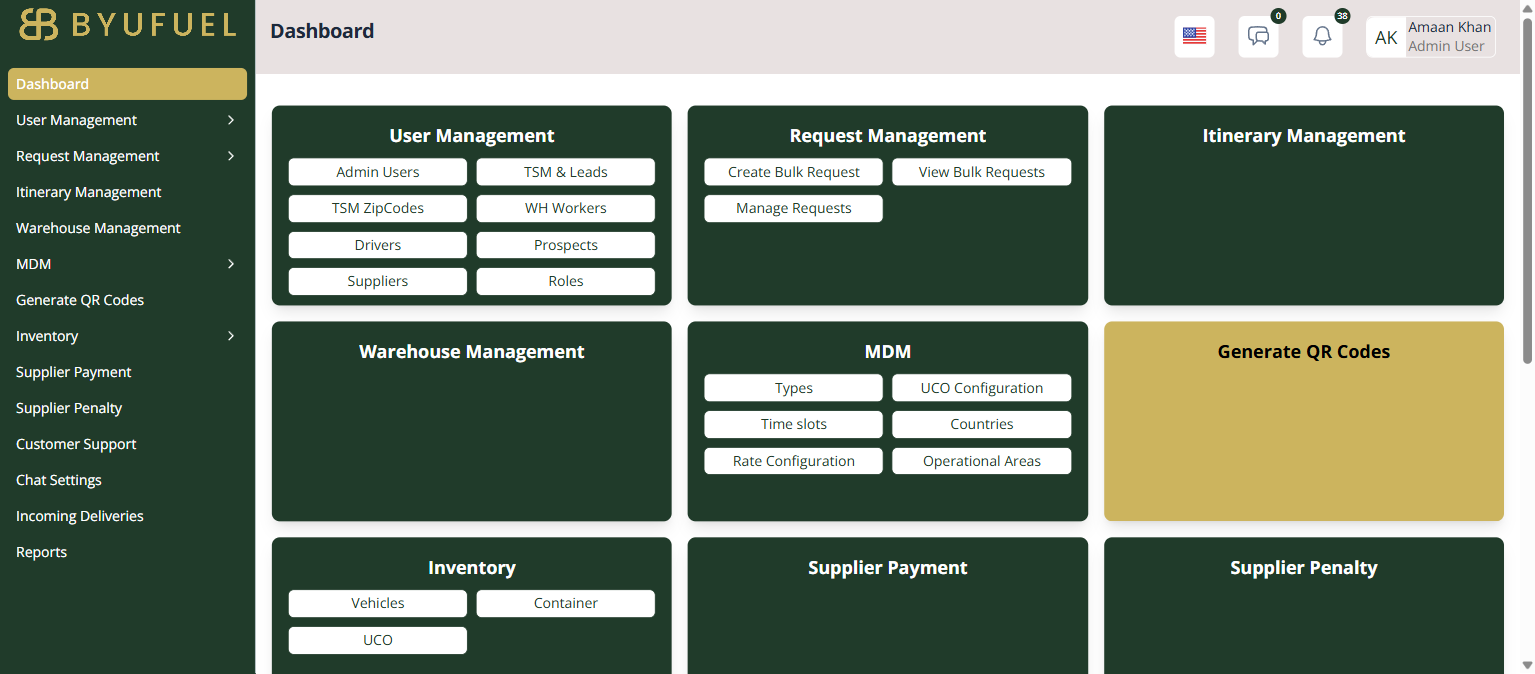 BYUFUEL
Dashboard
0
38
AK
Amaan Khan
Admin User
Dashboard
User Management
Request Management
Itinerary Management
Warehouse Management
MDM
Generate QR Codes
Inventory
Supplier Payment
Supplier Penalty
Customer Support
Chat Settings
Incoming Deliveries
Reports
User Management
Admin Users
TSM & Leads
TSM ZipCodes
WH Workers
Drivers
Prospects
Suppliers
Roles
Request Management
Create Bulk Request
View Bulk Requests
Manage Requests
Itinerary Management
Warehouse Management
MDM
Types
UCO Configuration
Time slots
Countries
Rate Configuration
Operational Areas
Generate QR Codes
Inventory
Vehicles
Container
UCO
Supplier Payment
Supplier Penalty